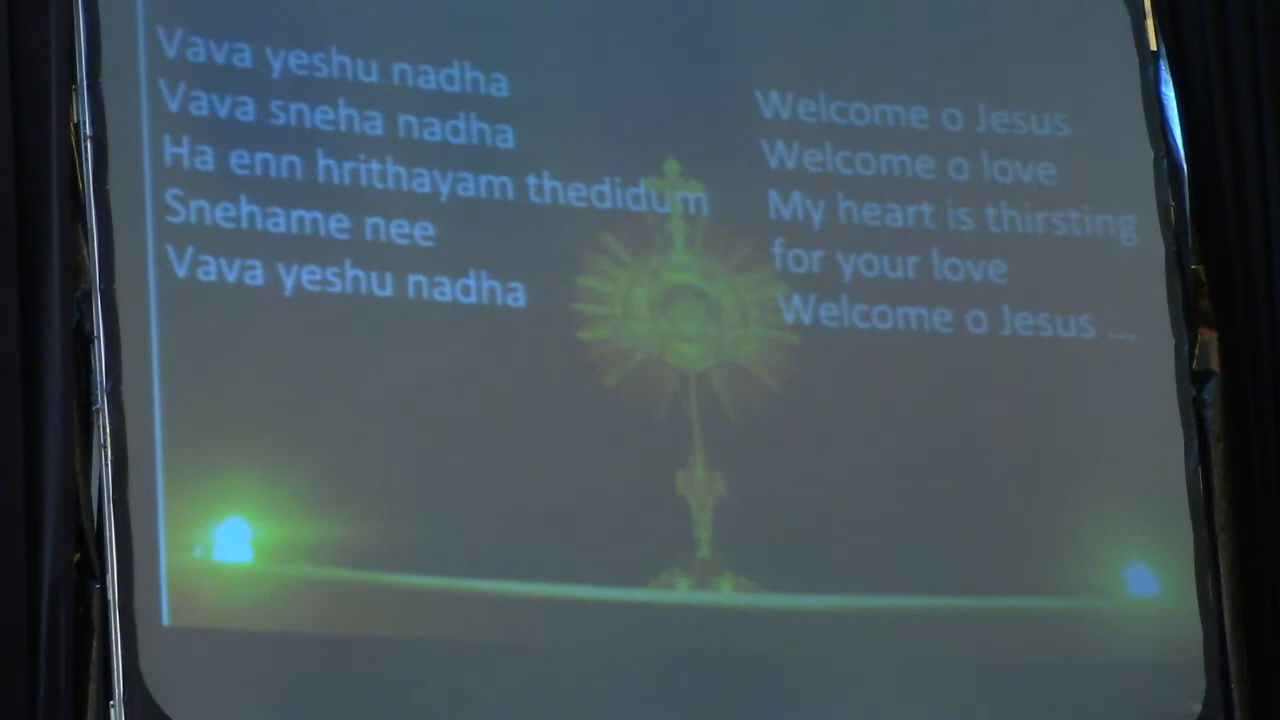 Vava yeshu nadha
Vava sneha nadha
Ha enn hrithayam thedidum
Snehame nee
Vava yeshu nadha
Welcome o Jesus
Welcome o love
My heart is thirsting
for your love
Welcome o Jesus ...